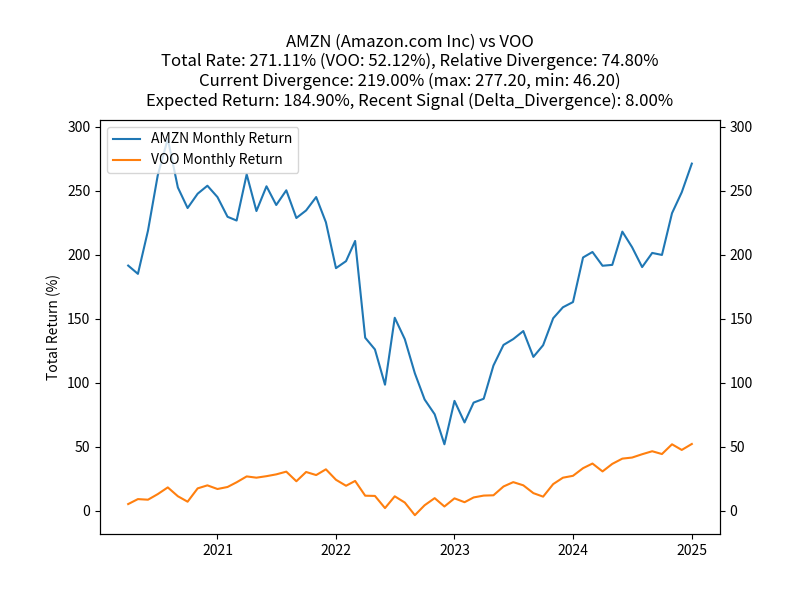 AMZN (Amazon.com Inc) vs VOO
Total Rate: 271.11% (VOO: 52.12%), Relative Divergence: 74.80%
Current Divergence: 219.00% (max: 277.20, min: 46.20)
Expected Return: 184.90%, Recent Signal (Delta_Divergence): 8.00%
AMZN Monthly Return
VOO Monthly Return
Total Return (%)
300
250
200
150
100
50
0
300
250
200
150
100
50
0
2021
2022
2023
2024
2025